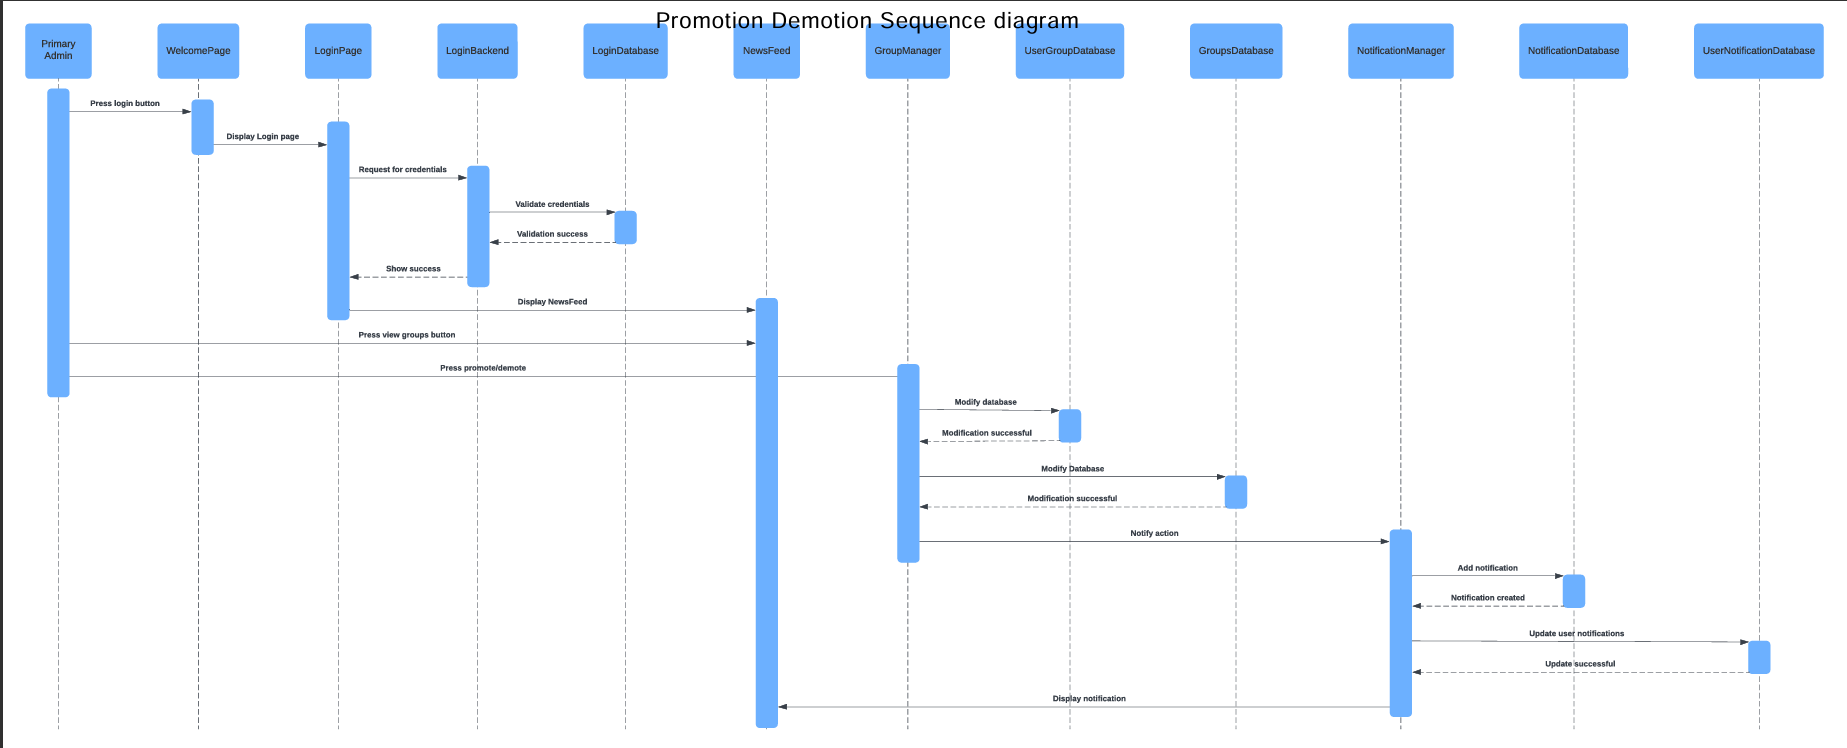 Promotion Demotion Sequence diagram
Primary
Admin
WelcomePage
LoginPage
LoginBackend
LoginDatabase
NewsFeed
GroupManager
UserGroupDatabase
GroupsDatabase
NotificationManager
NotificationDatabase
UserNotificationDatabase
Press login button
Display Login page
Request for credentials
Validate credentials
Validation success
Show success
Display NewsFeed
Press view groups button
Press promote/demote
Modify database
Modification successful
Modify Database
Modification successful
Notify action
Add notification
Notification created
Update user notifications
Update successful
Display notification